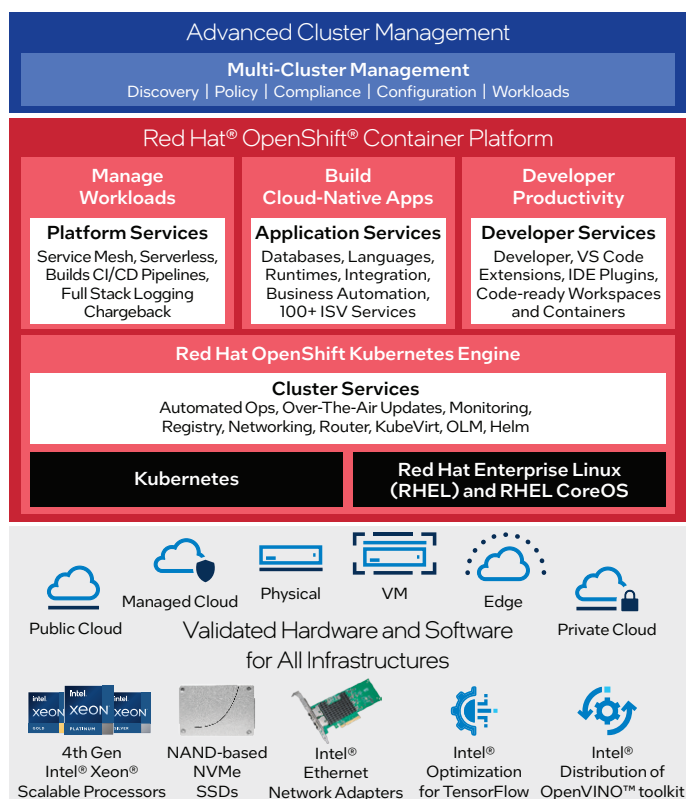 Advanced Cluster Management
Multi-Cluster Management
Discovery | Policy | Compliance | Configuration | Workloads
Red Hat® OpenShift® Container Platform
Manage
Workloads
Platform Services
Service Mesh, Serverless,
Builds CI/CD Pipelines,
Full Stack Logging
Chargeback
Build
Cloud-Native Apps
Application Services
Databases, Languages,
Runtimes, Integration,
Business Automation,
100+ ISV Services
Developer
Productivity
Developer Services
Developer, VS Code
Extensions, IDE Plugins,
Code-ready Workspaces
and Containers
Red Hat OpenShift Kubernetes Engine
Cluster Services
Automated Ops, Over-The-Air Updates, Monitoring,
Registry, Networking, Router, KubeVirt, OLM, Helm
Kubernetes
Red Hat Enterprise Linux
(RHEL) and RHEL CoreOS
Public Cloud
Managed Cloud
Physical
VM
Edge
Private Cloud
Validated Hardware and Software
for All Infrastructures
intel
XEON
GOLD
intel
XEON
PLATINUM
intel
XEON
SILVER
4th Gen
Intel® Xeon®
Scalable Processors
NAND-based
NVMe
SSDs
Intel®
Ethernet
Network Adapters
Intel®
Optimization
for TensorFlow
Intel®
Distribution of
OpenVINO™ toolkit